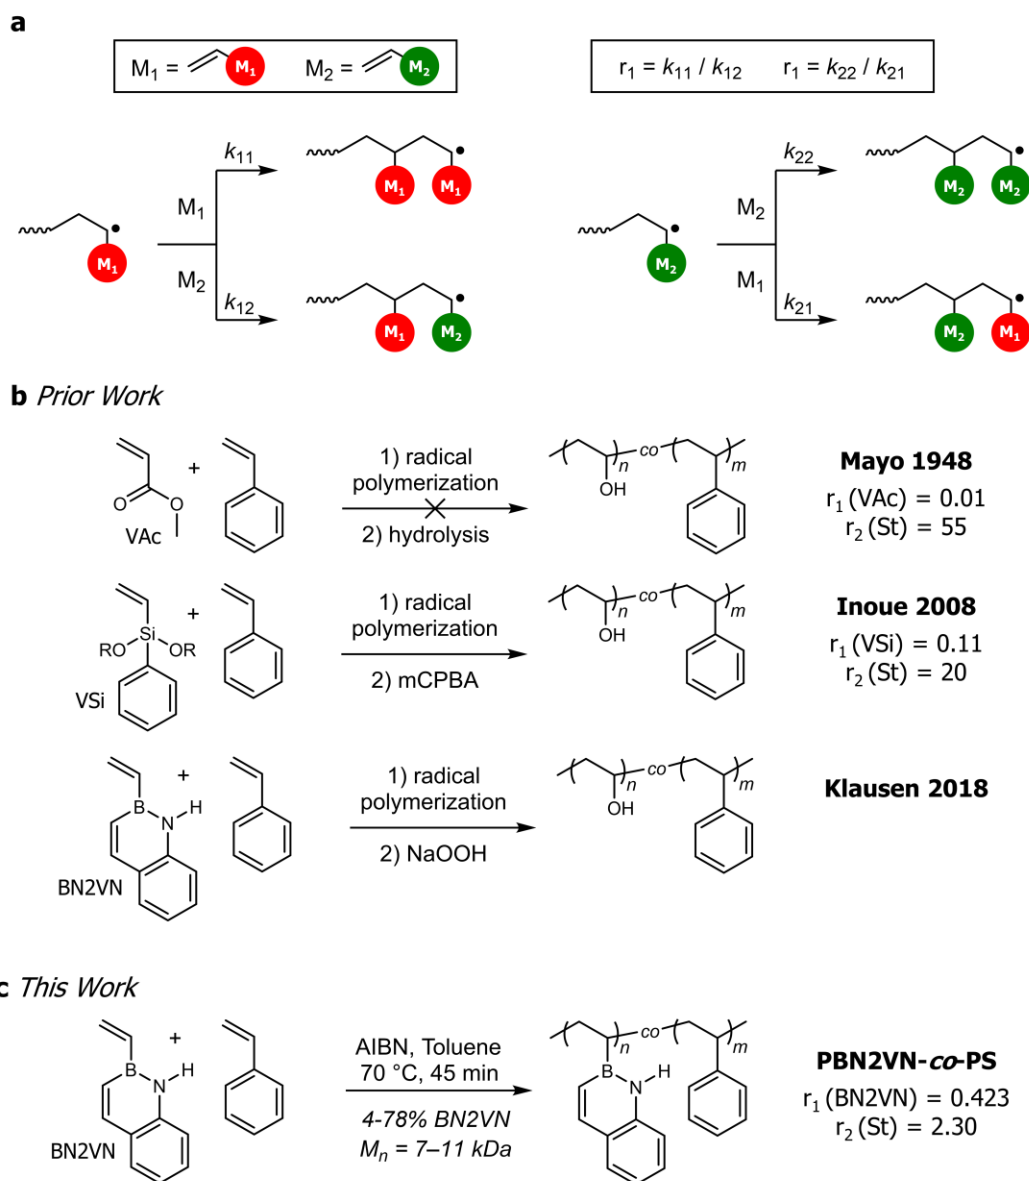 a
M₁ = M₁ M₂ = M₂
r₁ = k₁₁ / k₁₂ r₁ = k₂₂ / k₂₁
M₁
k₁₁
M₁
M₂
k₁₂
M₁ M₁
M₁ M₂
M₂
k₂₂
M₂
M₁
k₂₁
M₂ M₂
M₂ M₁
b Prior Work
O
O
VAc
+
1) radical
polymerization
2) hydrolysis
n
OH
co
m
Mayo 1948
r₁ (VAc) = 0.01
r₂ (St) = 55
Si
RO OR
VSi
+
1) radical
polymerization
2) mCPBA
n
OH
co
m
Inoue 2008
r₁ (VSi) = 0.11
r₂ (St) = 20
B
N H
BN2VN
+
1) radical
polymerization
2) NaOOH
n
OH
co
m
Klausen 2018
c This Work
B
N H
BN2VN
+
AIBN, Toluene
70 °C, 45 min
4-78% BN2VN
Mₙ = 7–11 kDa
n
co
m
B
N H
PBN2VN-co-PS
r₁ (BN2VN) = 0.423
r₂ (St) = 2.30